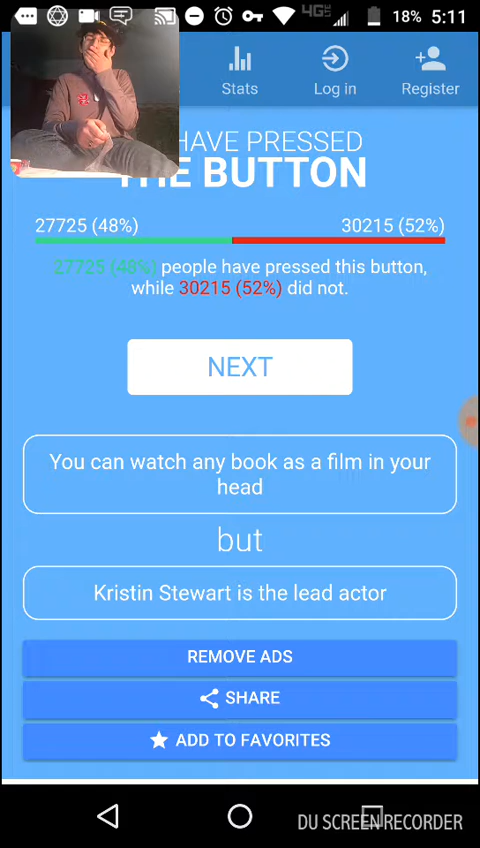 4G
18% 5:11
Stats
Log in
Register
HAVE PRESSED
THE BUTTON
27725 (48%)
30215 (52%)
27725 (48%) people have pressed this button,
while 30215 (52%) did not.
NEXT
You can watch any book as a film in your
head
but
Kristin Stewart is the lead actor
REMOVE ADS
SHARE
ADD TO FAVORITES
DU SCREEN RECORDER